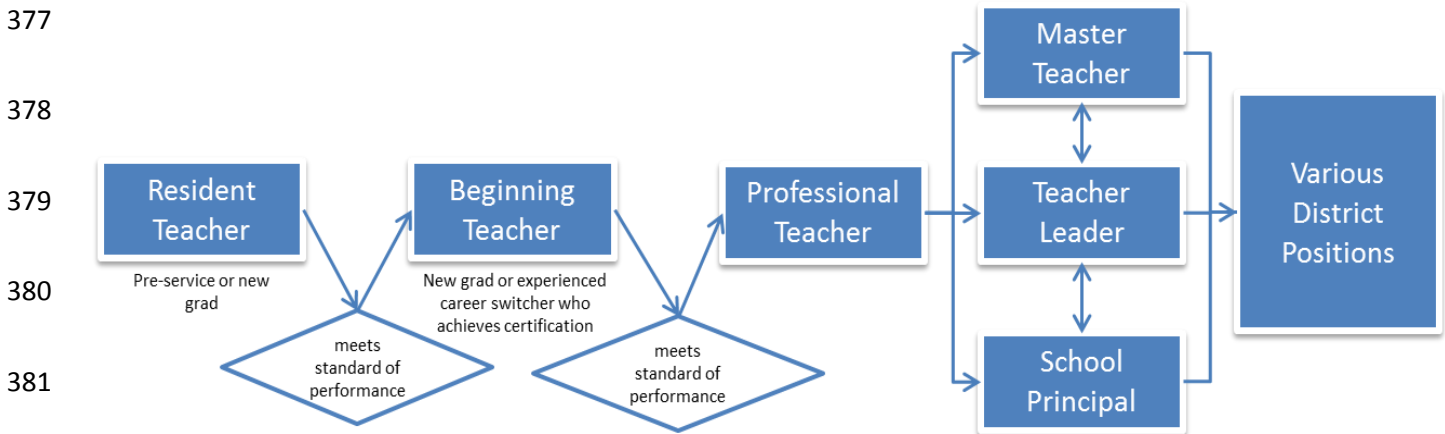 377
378
379
380
381
Resident
Teacher
Pre-service or new
grad
meets
standard of
performance
Beginning
Teacher
New grad or experienced
career switcher who
achieves certification
meets
standard of
performance
Professional
Teacher
Master
Teacher
Teacher
Leader
School
Principal
Various
District
Positions